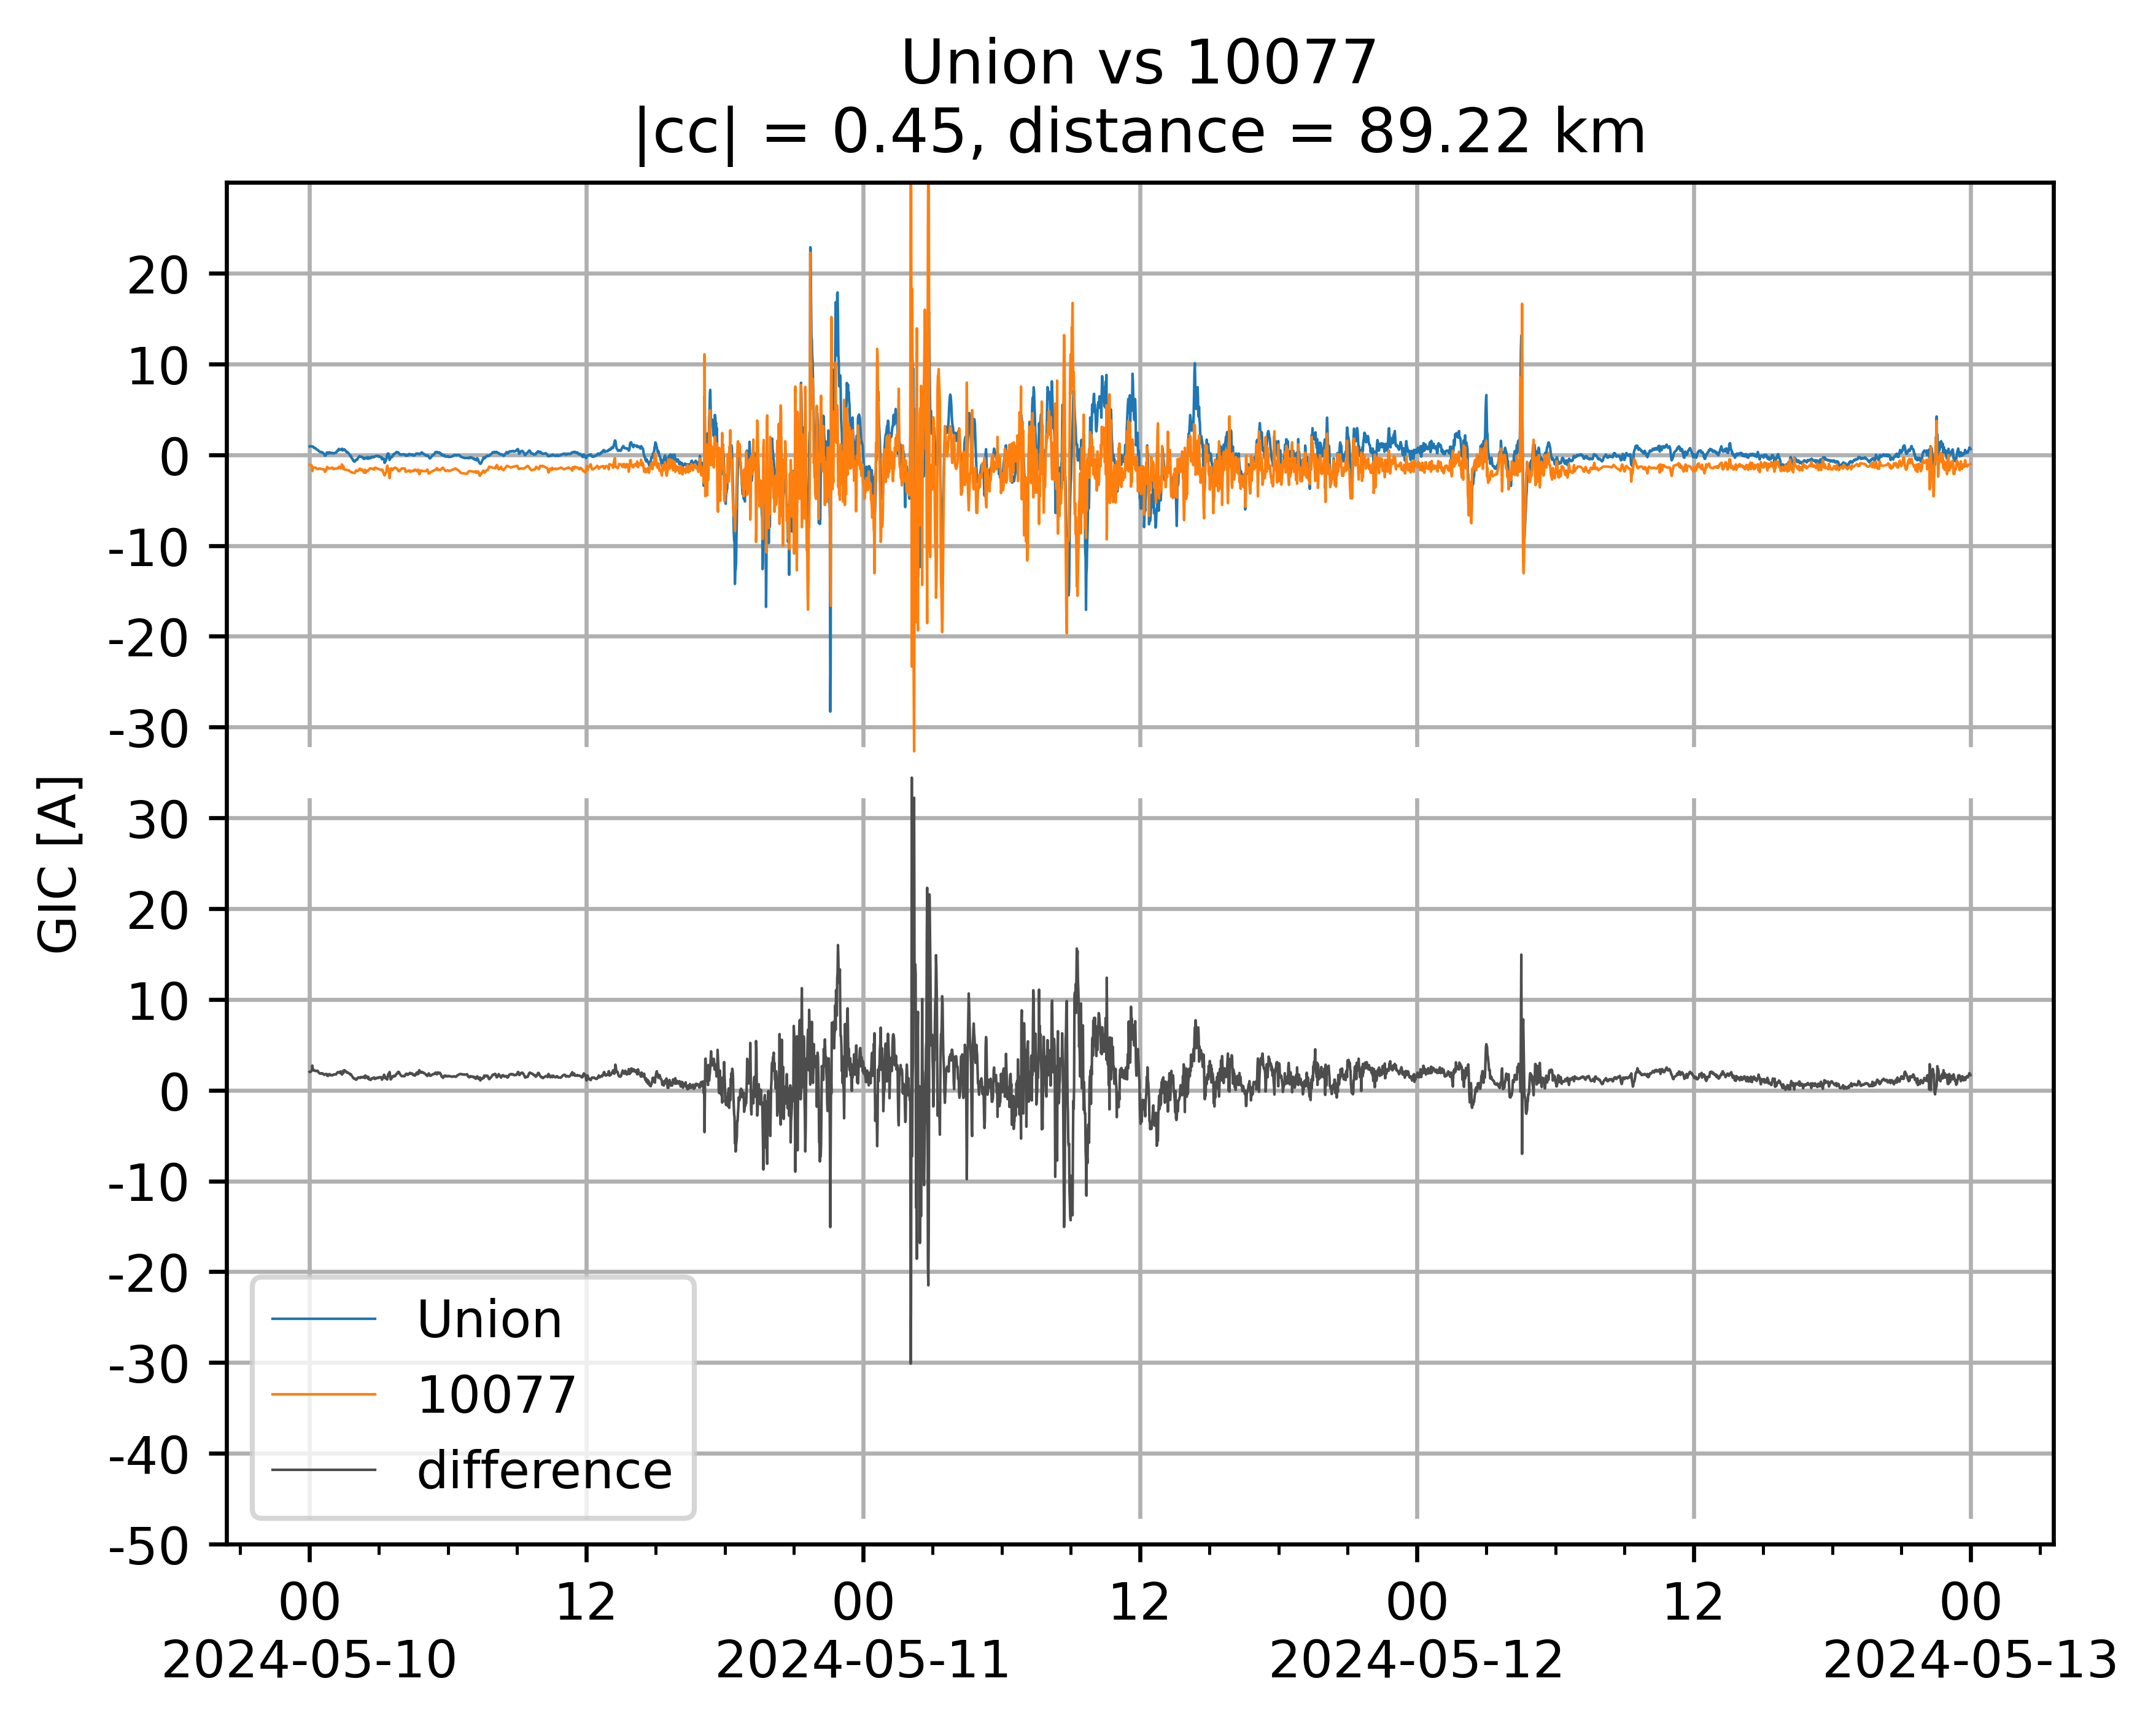 Union vs 10077
|cc| = 0.45, distance = 89.22 km
GIC [A]
20
10
0
-10
-20
-30
30
20
10
0
-10
-20
-30
-40
-50
Union
10077
difference
00 12 00 12 00 12 00
2024-05-10 2024-05-11 2024-05-12 2024-05-13